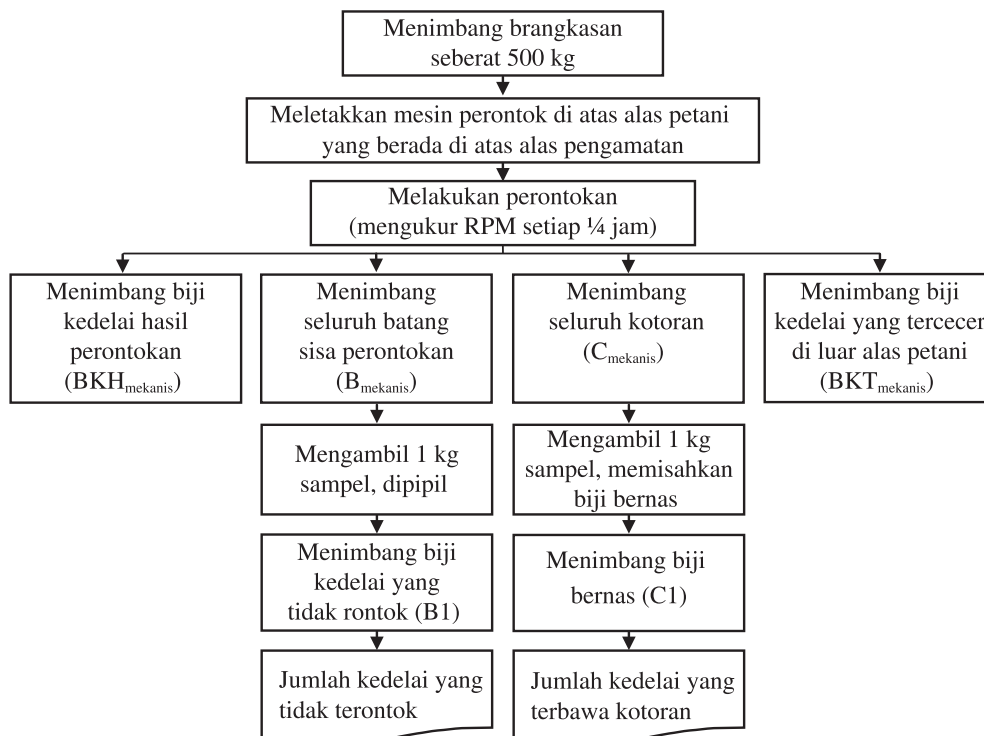 Menimbang brangkasan
seberat 500 kg
Meletakkan mesin perontok di atas alas petani
yang berada di atas alas pengamatan
Melakukan perontokan
(mengukur RPM setiap ¼ jam)
Menimbang biji
kedelai hasil
perontokan
(BKHmekanis)
Menimbang
seluruh batang
sisa perontokan
(Bmekanis)
Menimbang
seluruh kotoran
(Cmekanis)
Menimbang biji
kedelai yang tercecer
di luar alas petani
(BKTmekanis)
Mengambil 1 kg
sampel, dipipil
Mengambil 1 kg
sampel, memisahkan
biji bernas
Menimbang biji
kedelai yang
tidak rontok (B1)
Menimbang biji
bernas (C1)
Jumlah kedelai yang
tidak terontok
Jumlah kedelai yang
terbawa kotoran